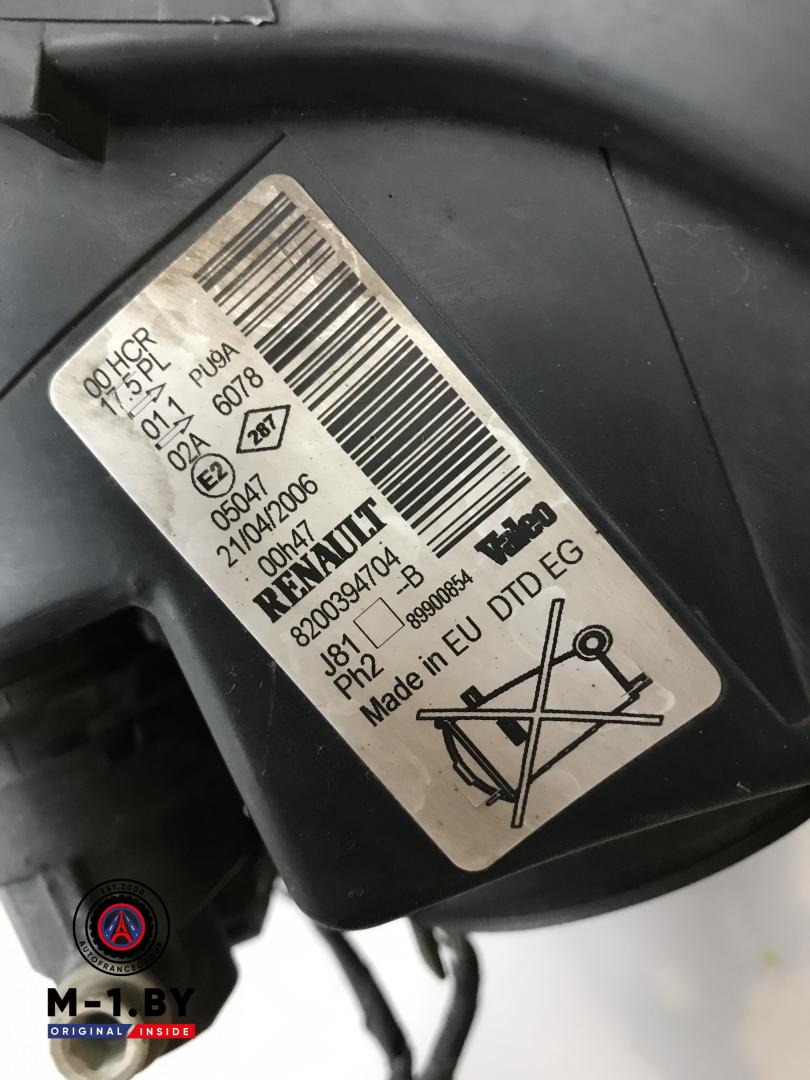 00 HCR
17.5 PL
01 1
02A
E2
PU9A
6078
287
05047
21/04/2006
00h47
RENAULT
8200394704
J81
--B
Ph2
89900854
Valeo
Made in EU DTD EG
EST.2008
AUTOFRANCEGROUP
M-1.BY
ORIGINAL INSIDE